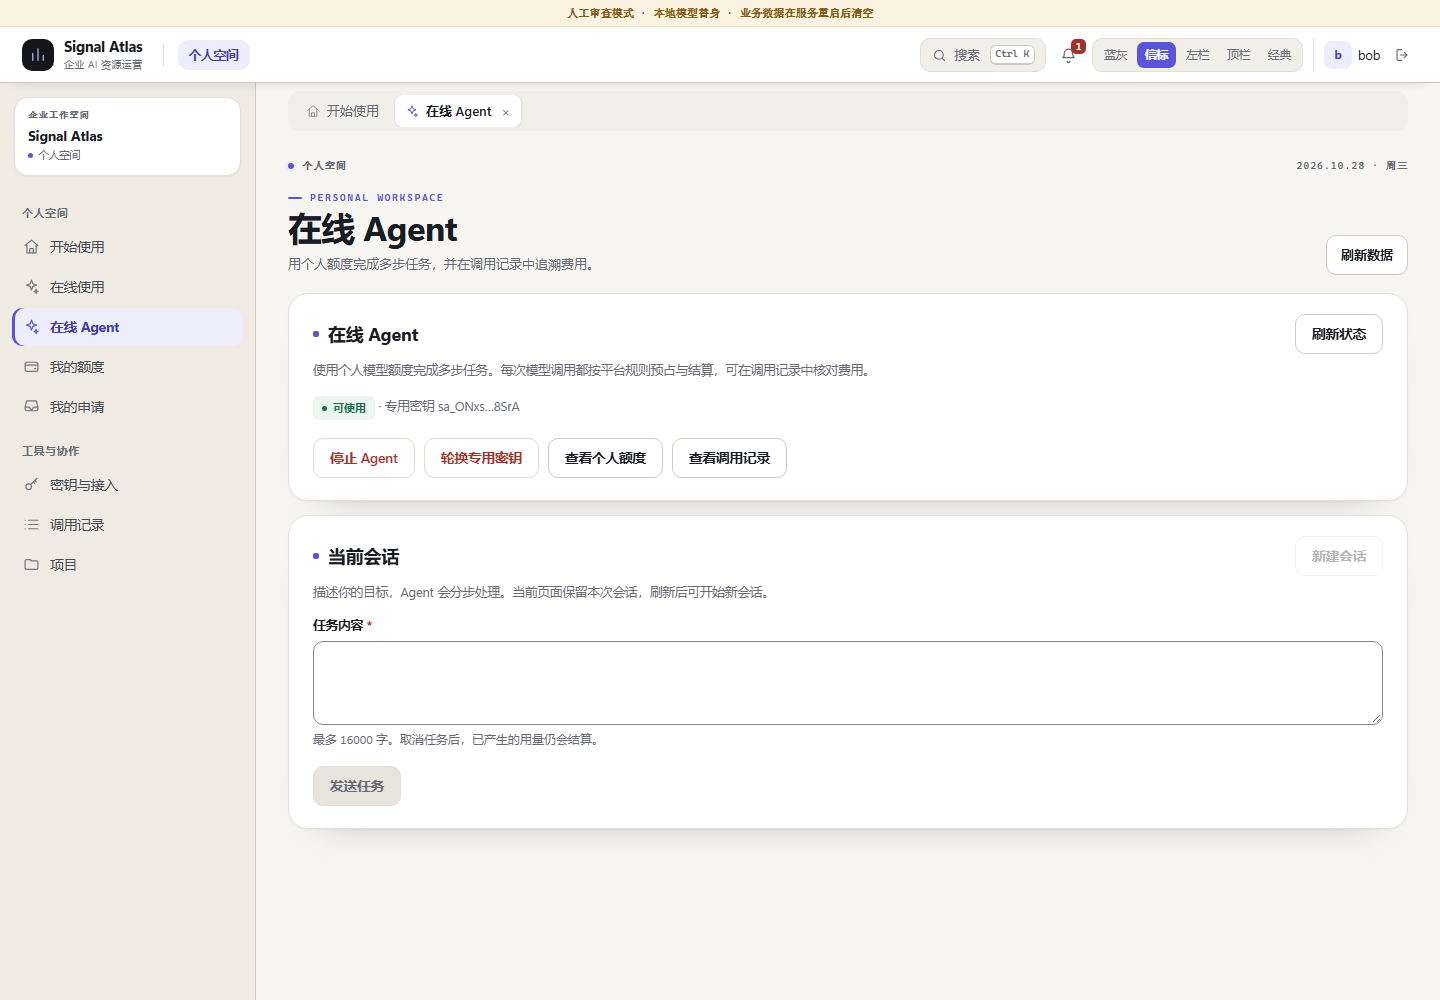 人工审查模式 · 本地模型替身 · 业务数据在服务重启后清空
Signal Atlas
企业 AI 资源运营
个人空间
搜索 Ctrl K
1
蓝灰 信标 左栏 顶栏 经典
b bob
企业工作空间
Signal Atlas
个人空间
个人空间
开始使用
在线使用
在线 Agent
我的额度
我的申请
工具与协作
密钥与接入
调用记录
项目
开始使用
在线 Agent ×
个人空间
2026.10.28 · 周三
PERSONAL WORKSPACE
在线 Agent
用个人额度完成多步任务，并在调用记录中追溯费用。
刷新数据
在线 Agent
刷新状态
使用个人模型额度完成多步任务。每次模型调用都按平台规则预占与结算，可在调用记录中核对费用。
可使用 · 专用密钥 sa_ONxs…8SrA
停止 Agent 轮换专用密钥 查看个人额度 查看调用记录
当前会话
新建会话
描述你的目标，Agent 会分步处理。当前页面保留本次会话，刷新后可开始新会话。
任务内容 *
最多 16000 字。取消任务后，已产生的用量仍会结算。
发送任务